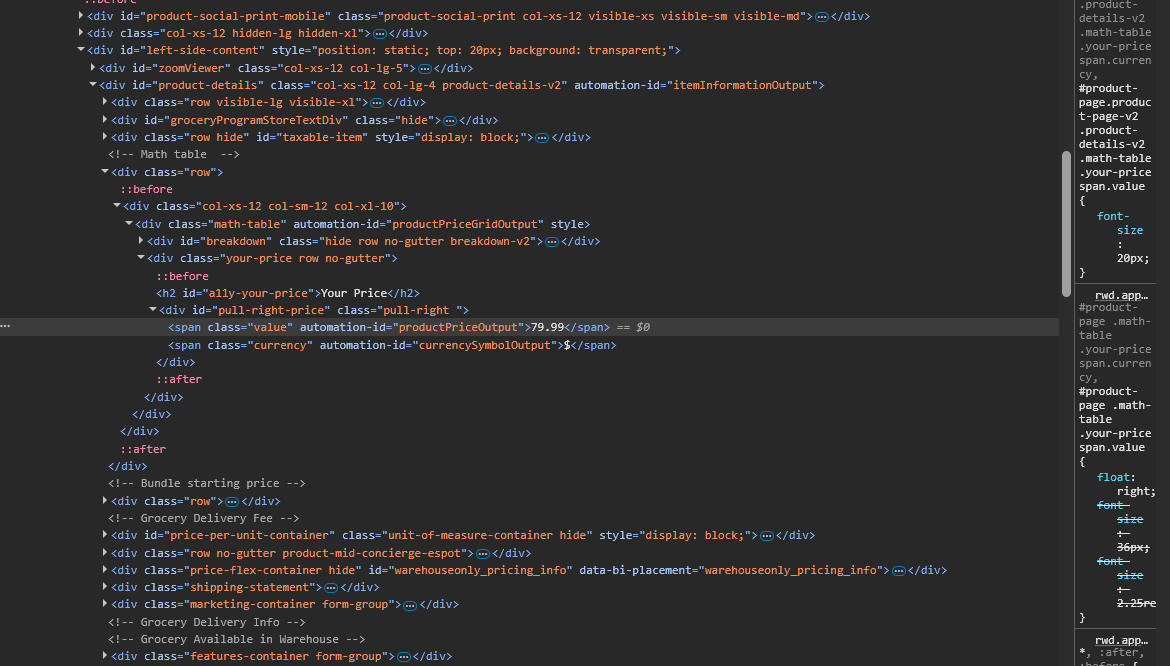 ::before
<div id="product-social-print-mobile" class="product-social-print col-xs-12 visible-xs visible-sm visible-md">…</div>
<div class="col-xs-12 hidden-lg hidden-xl">…</div>
<div id="left-side-content" style="position: static; top: 20px; background: transparent;">
<div id="zoomViewer" class="col-xs-12 col-lg-5">…</div>
<div id="product-details" class="col-xs-12 col-lg-4 product-details-v2" automation-id="itemInformationOutput">
<div class="row visible-lg visible-xl">…</div>
<div id="groceryProgramStoreTextDiv" class="hide">…</div>
<div class="row hide" id="taxable-item" style="display: block;">…</div>
<!-- Math table  -->
<div class="row">
::before
<div class="col-xs-12 col-sm-12 col-xl-10">
<div class="math-table" automation-id="productPriceGridOutput" style>
<div id="breakdown" class="hide row no-gutter breakdown-v2">…</div>
<div class="your-price row no-gutter">
::before
<h2 id="a11y-your-price">Your Price</h2>
<div id="pull-right-price" class="pull-right ">
… <span class="value" automation-id="productPriceOutput">79.99</span> == $0
<span class="currency" automation-id="currencySymbolOutput">$</span>
</div>
::after
</div>
</div>
</div>
::after
</div>
<!-- Bundle starting price -->
<div class="row">…</div>
<!-- Grocery Delivery Fee -->
<div id="price-per-unit-container" class="unit-of-measure-container hide" style="display: block;">…</div>
<div class="row no-gutter product-mid-concierge-espot">…</div>
<div class="price-flex-container hide" id="warehouseonly_pricing_info" data-bi-placement="warehouseonly_pricing_info">…</div>
<div class="shipping-statement">…</div>
<div class="marketing-container form-group">…</div>
<!-- Grocery Delivery Info -->
<!-- Grocery Available in Warehouse -->
<div class="features-container form-group">…</div>
.product-
details-v2
.math-table
.your-price
span.curren
cy,
#product-
page.produc
t-page-v2
.product-
details-v2
.math-table
.your-price
span.value
{
font-
size
:
20px;
}
rwd.app…
#product-
page .math-
table
.your-price
span.curren
cy,
#product-
page .math-
table
.your-price
span.value
{
float:
right;
font-
size
:
36px;
font-
size
:
2.25re
}
rwd.app…
*, :after,
:before {